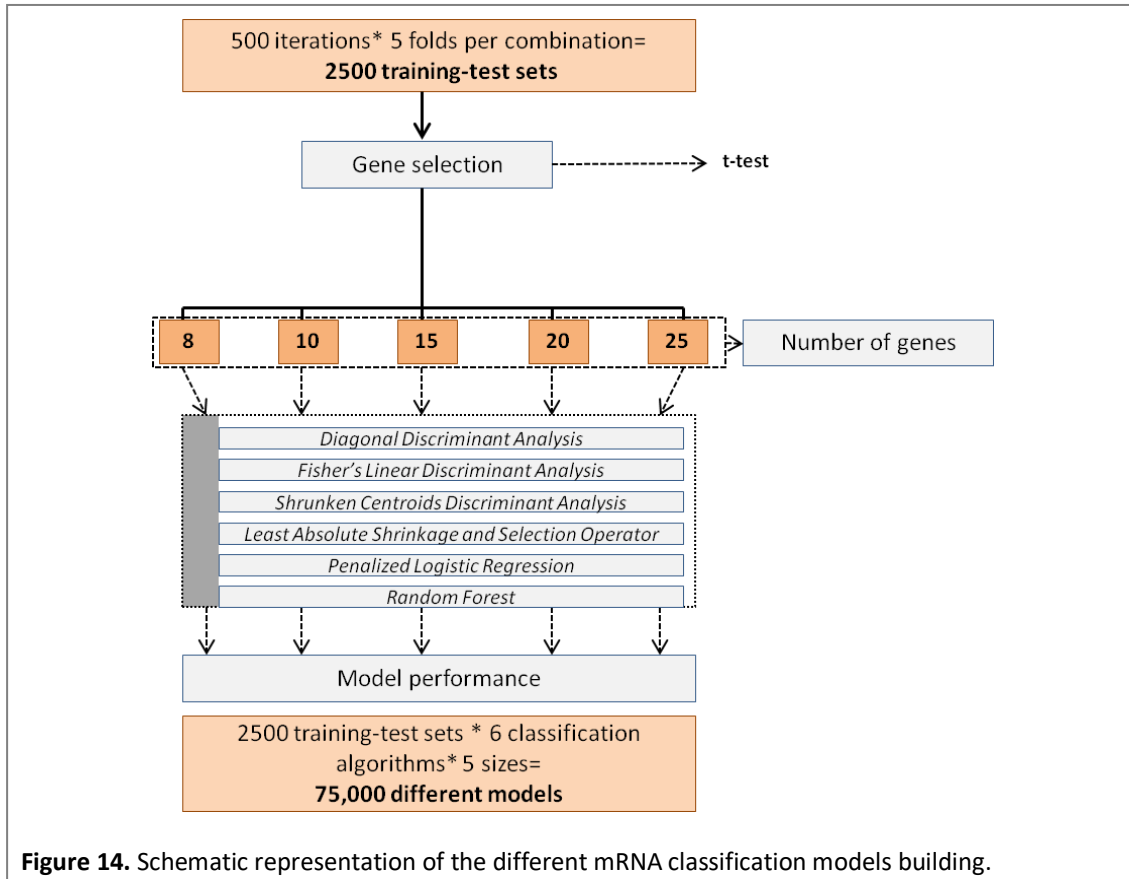 500 iterations* 5 folds per combination=
2500 training-test sets
Gene selection
t-test
8 10 15 20 25
Number of genes
Diagonal Discriminant Analysis
Fisher's Linear Discriminant Analysis
Shrunken Centroids Discriminant Analysis
Least Absolute Shrinkage and Selection Operator
Penalized Logistic Regression
Random Forest
Model performance
2500 training-test sets * 6 classification
algorithms* 5 sizes=
75,000 different models
Figure 14. Schematic representation of the different mRNA classification models building.